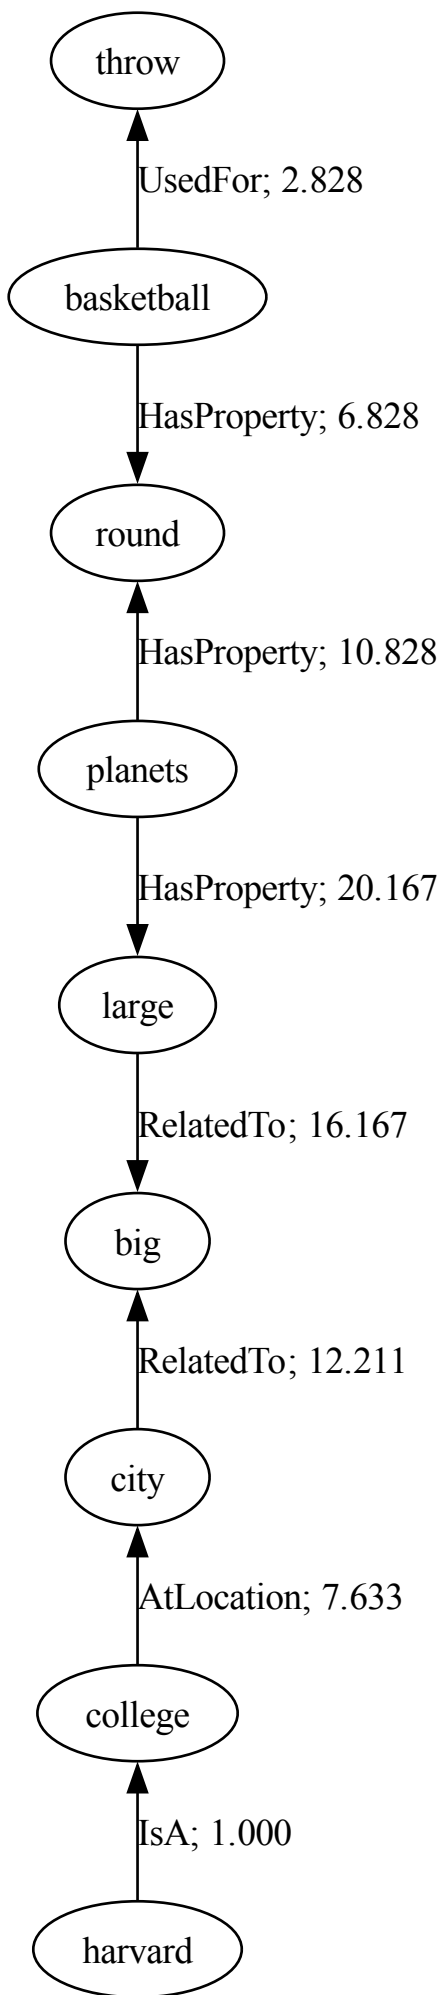 throw
UsedFor; 2.828
basketball
HasProperty; 6.828
round
HasProperty; 10.828
planets
HasProperty; 20.167
large
RelatedTo; 16.167
big
RelatedTo; 12.211
city
AtLocation; 7.633
college
IsA; 1.000
harvard